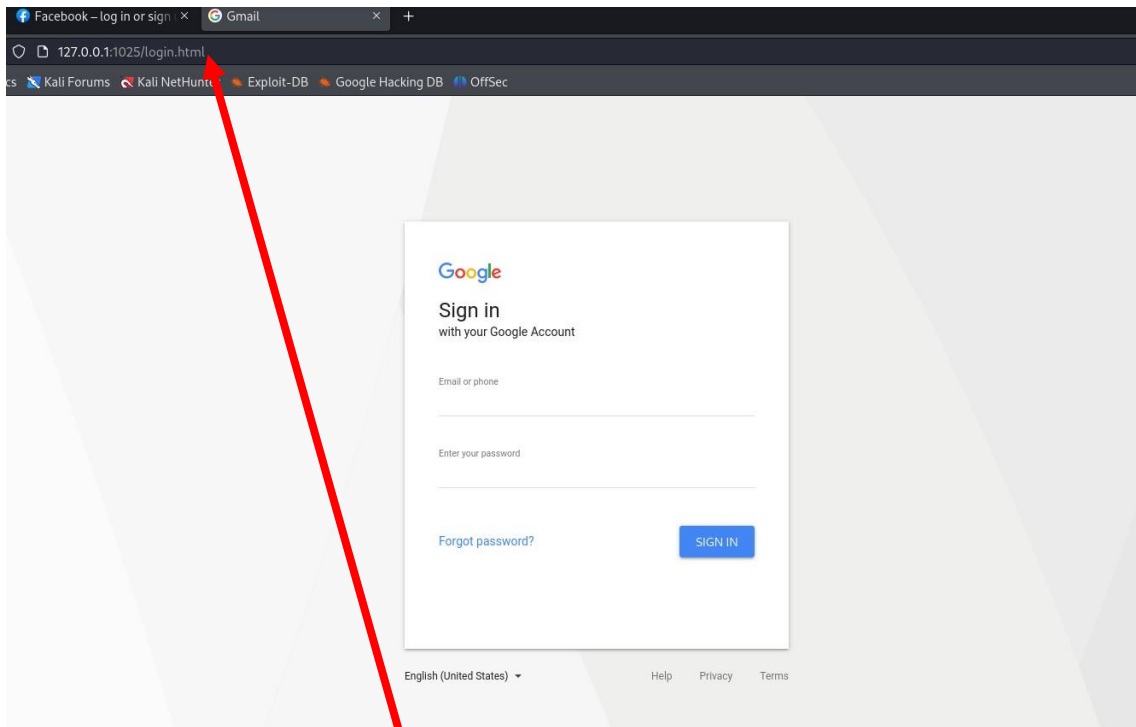 Facebook – log in or sign
Gmail
127.0.0.1:1025/login.html
cs Kali Forums Kali NetHunter Exploit-DB Google Hacking DB OffSec
Google
Sign in
with your Google Account
Email or phone
Enter your password
Forgot password? SIGN IN
English (United States) Help Privacy Terms